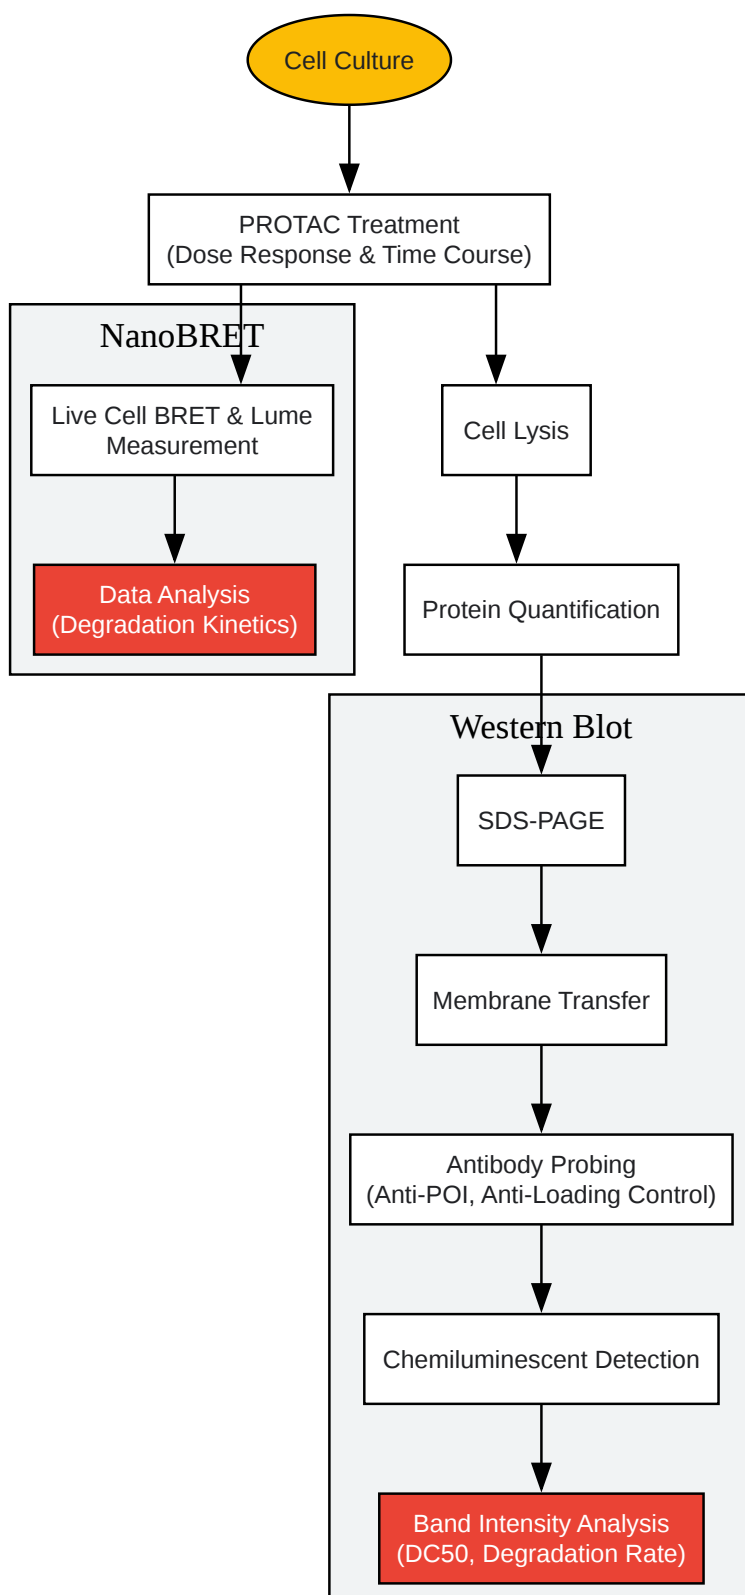 Cell Culture
PROTAC Treatment
(Dose Response & Time Course)
NanoBRET
Live Cell BRET & Lume
Measurement
Data Analysis
(Degradation Kinetics)
Cell Lysis
Protein Quantification
Western Blot
SDS-PAGE
Membrane Transfer
Antibody Probing
(Anti-POI, Anti-Loading Control)
Chemiluminescent Detection
Band Intensity Analysis
(DC50, Degradation Rate)